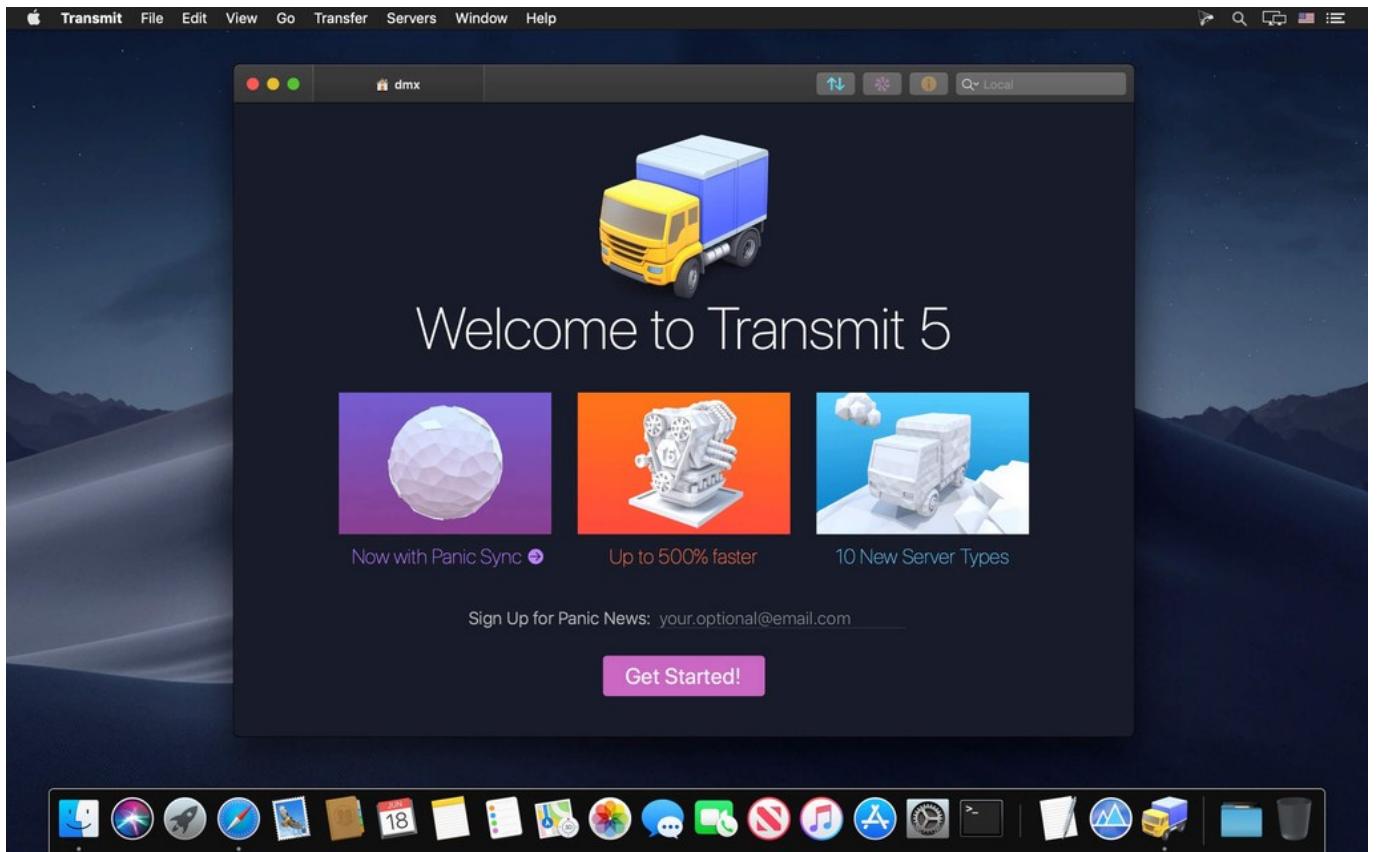 Transmit File Edit View Go Transfer Servers Window Help
dmx
Local
Welcome to Transmit 5
15
Now with Panic Sync
Up to 500% faster
10 New Server Types
Sign Up for Panic News: your.optional@email.com
Get Started!
JUN
18